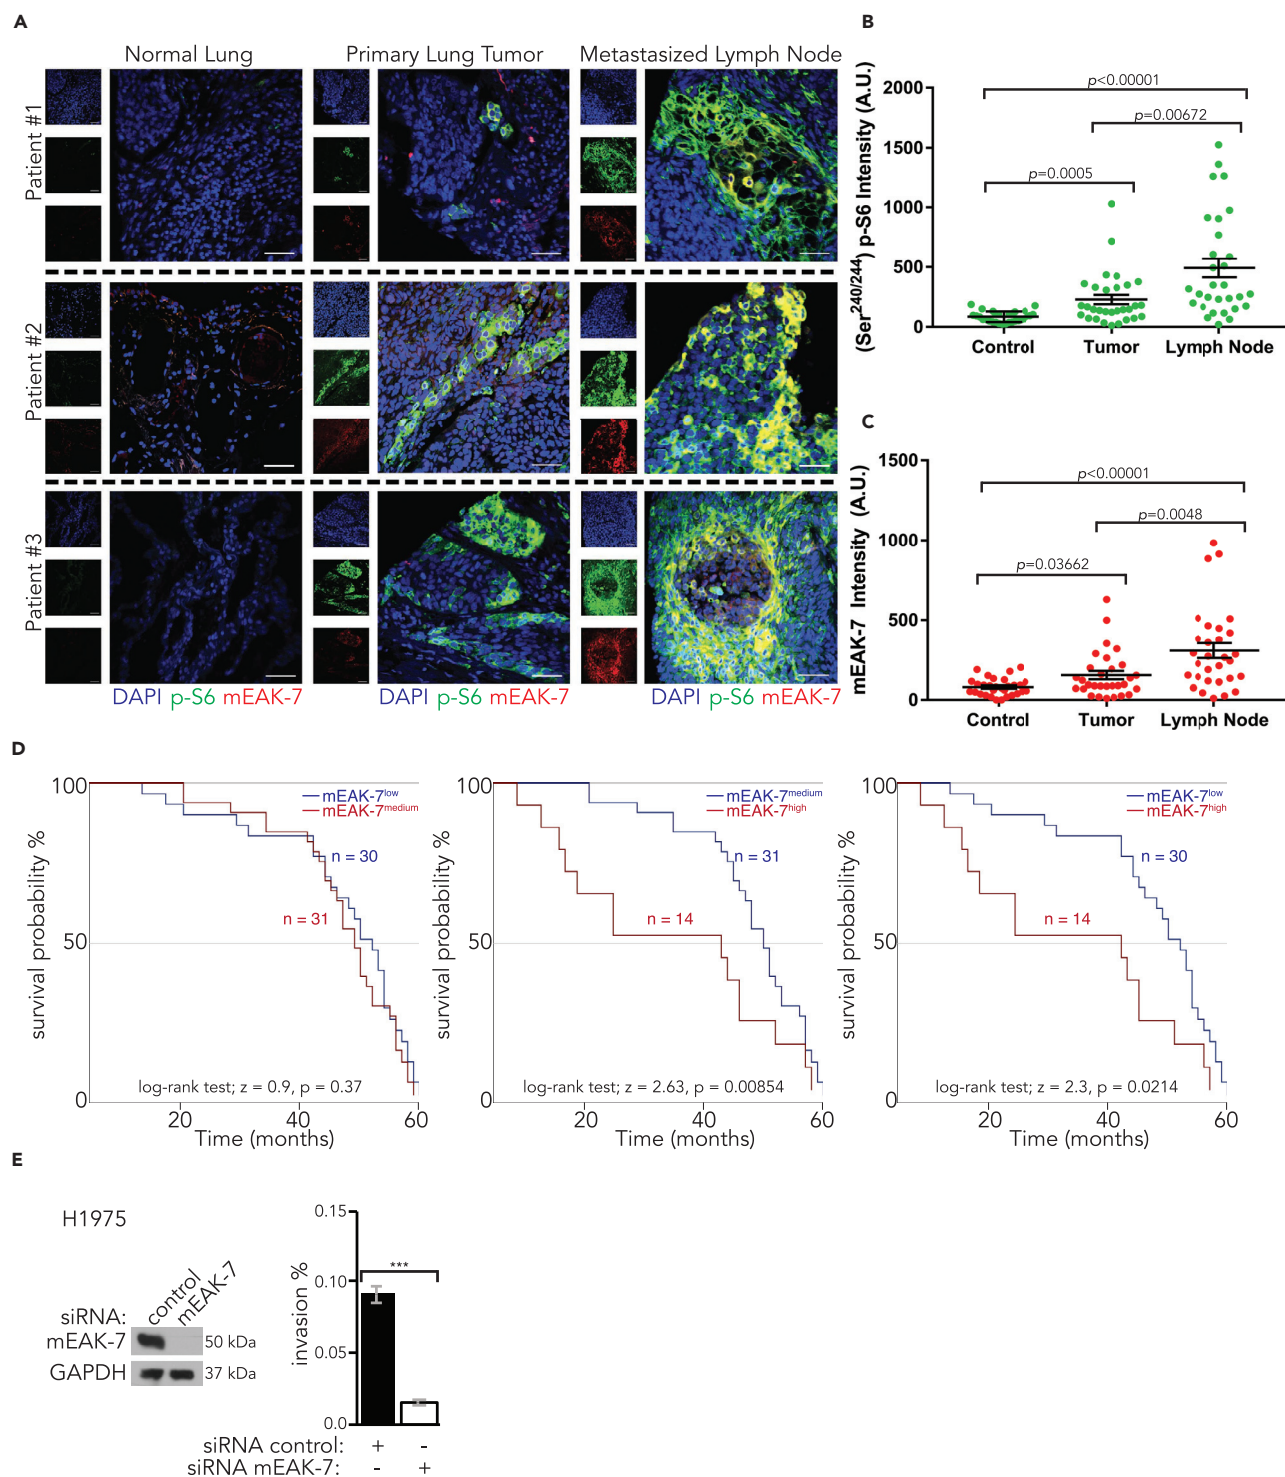 A
Normal Lung
Primary Lung Tumor
Metastasized Lymph Node
Patient #1
Patient #2
Patient #3
DAPI p-S6 mEAK-7
DAPI p-S6 mEAK-7
DAPI p-S6 mEAK-7
B
(Ser240/244) p-S6 Intensity (A.U.)
2000
1500
1000
500
0
p<0.00001
p=0.00672
p=0.0005
Control
Tumor
Lymph Node
C
mEAK-7 Intensity (A.U.)
1500
1000
500
0
p<0.00001
p=0.0048
p=0.03662
Control
Tumor
Lymph Node
D
survival probability %
100
50
0
mEAK-7low
mEAK-7medium
n = 30
n = 31
log-rank test; z = 0.9, p = 0.37
20
40
60
Time (months)
survival probability %
100
50
0
mEAK-7medium
mEAK-7high
n = 31
n = 14
log-rank test; z = 2.63, p = 0.00854
20
40
60
Time (months)
survival probability %
100
50
0
mEAK-7low
mEAK-7high
n = 30
n = 14
log-rank test; z = 2.3, p = 0.0214
20
40
60
Time (months)
E
H1975
siRNA:
control
mEAK-7
mEAK-7
50 kDa
GAPDH
37 kDa
invasion %
0.15
0.10
0.05
0.0
***
siRNA control: + -
siRNA mEAK-7: - +